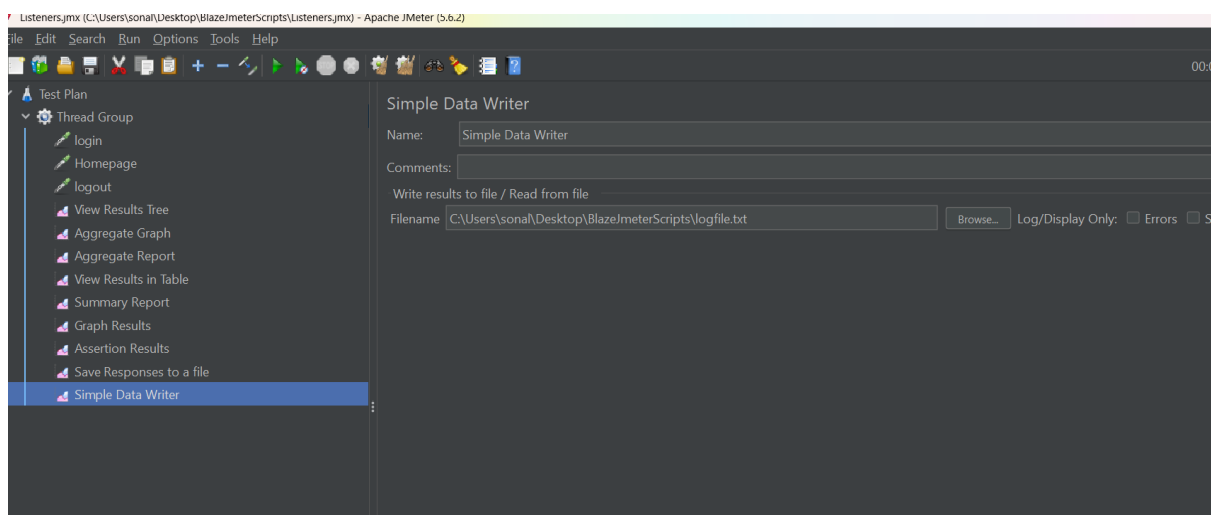 Listeners.jmx (C:\Users\sonal\Desktop\BlazeJmeterScripts\Listeners.jmx) - Apache JMeter (5.6.2)
File Edit Search Run Options Tools Help
Test Plan
Thread Group
login
Homepage
logout
View Results Tree
Aggregate Graph
Aggregate Report
View Results in Table
Summary Report
Graph Results
Assertion Results
Save Responses to a file
Simple Data Writer
Simple Data Writer
Name: Simple Data Writer
Comments:
Write results to file / Read from file
Filename C:\Users\sonal\Desktop\BlazeJmeterScripts\logfile.txt Browse... Log/Display Only: Errors